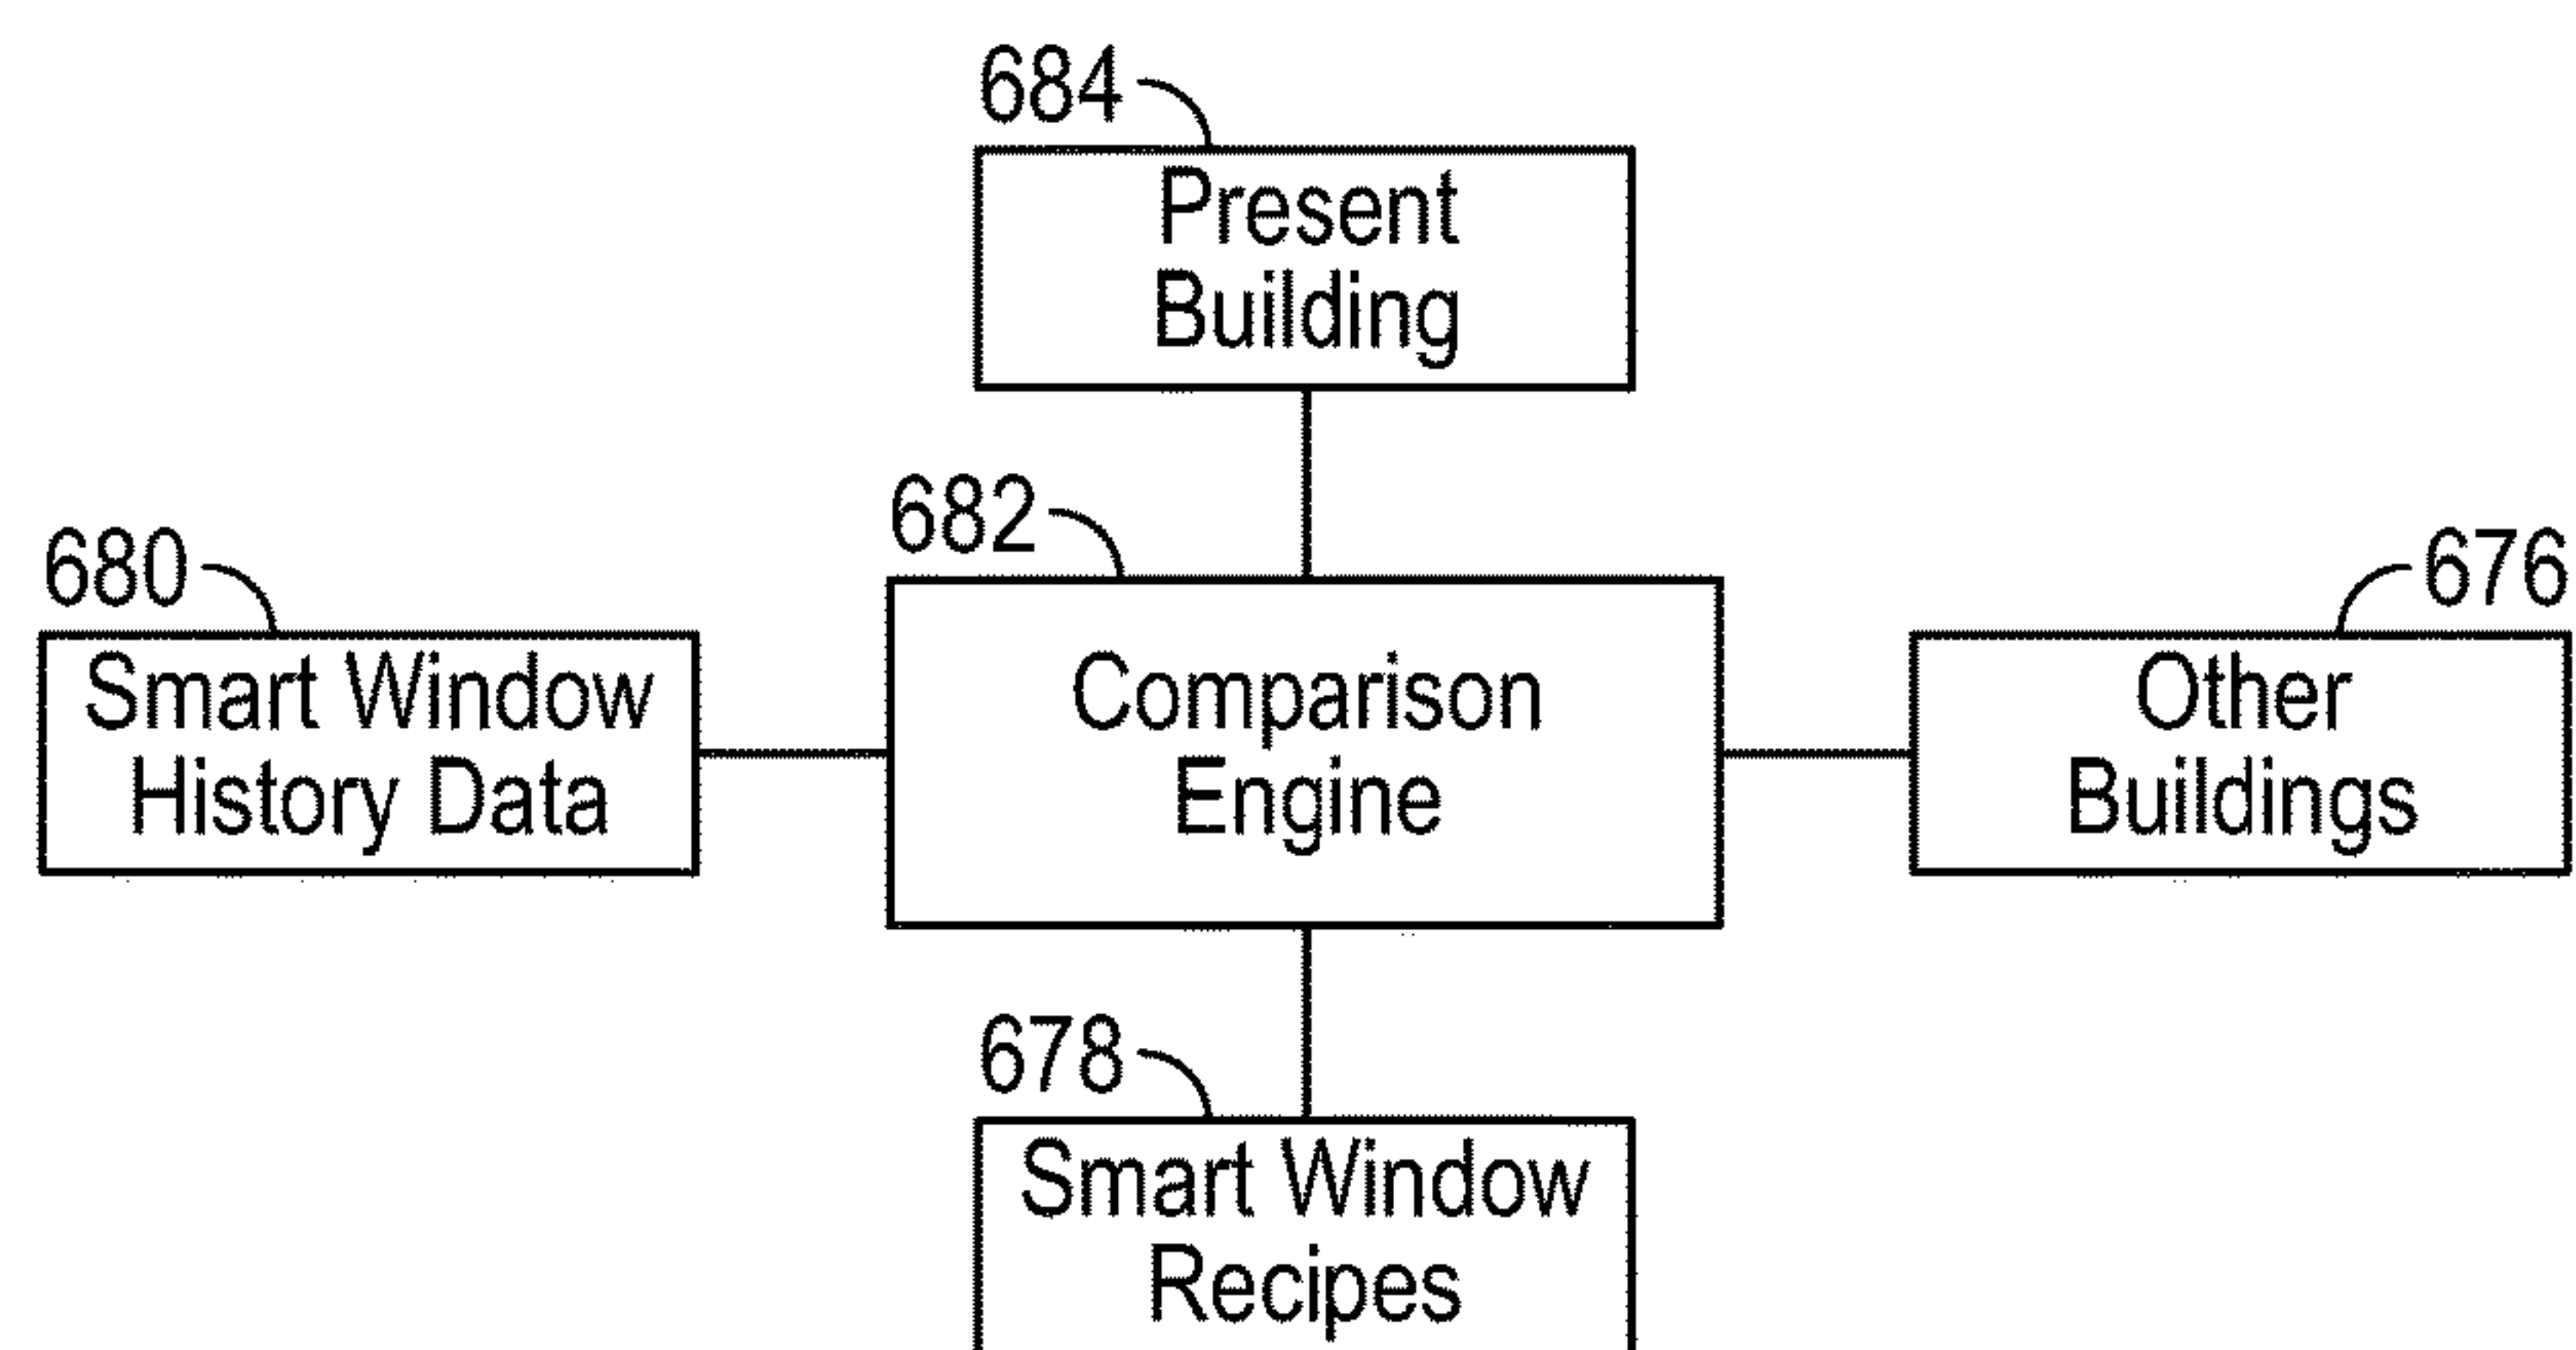 684
Present
Building
682
680
676
Smart Window
History Data
Comparison
Engine
Other
Buildings
678
Smart Window
Recipes